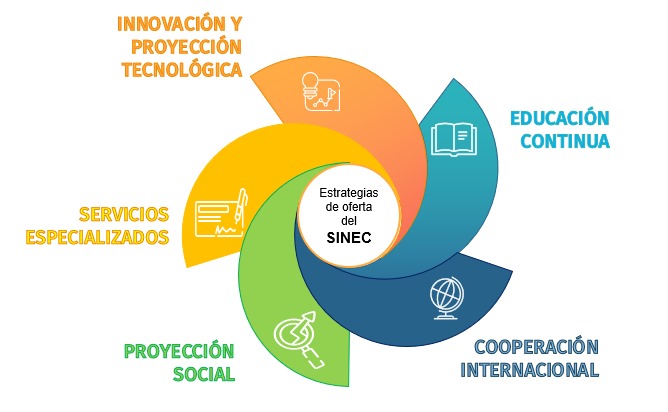 INNOVACIÓN Y
PROYECCIÓN
TECNOLÓGICA
EDUCACIÓN
CONTINUA
Estrategias
de oferta
del
SINEC
SERVICIOS
ESPECIALIZADOS
PROYECCIÓN
SOCIAL
COOPERACIÓN
INTERNACIONAL